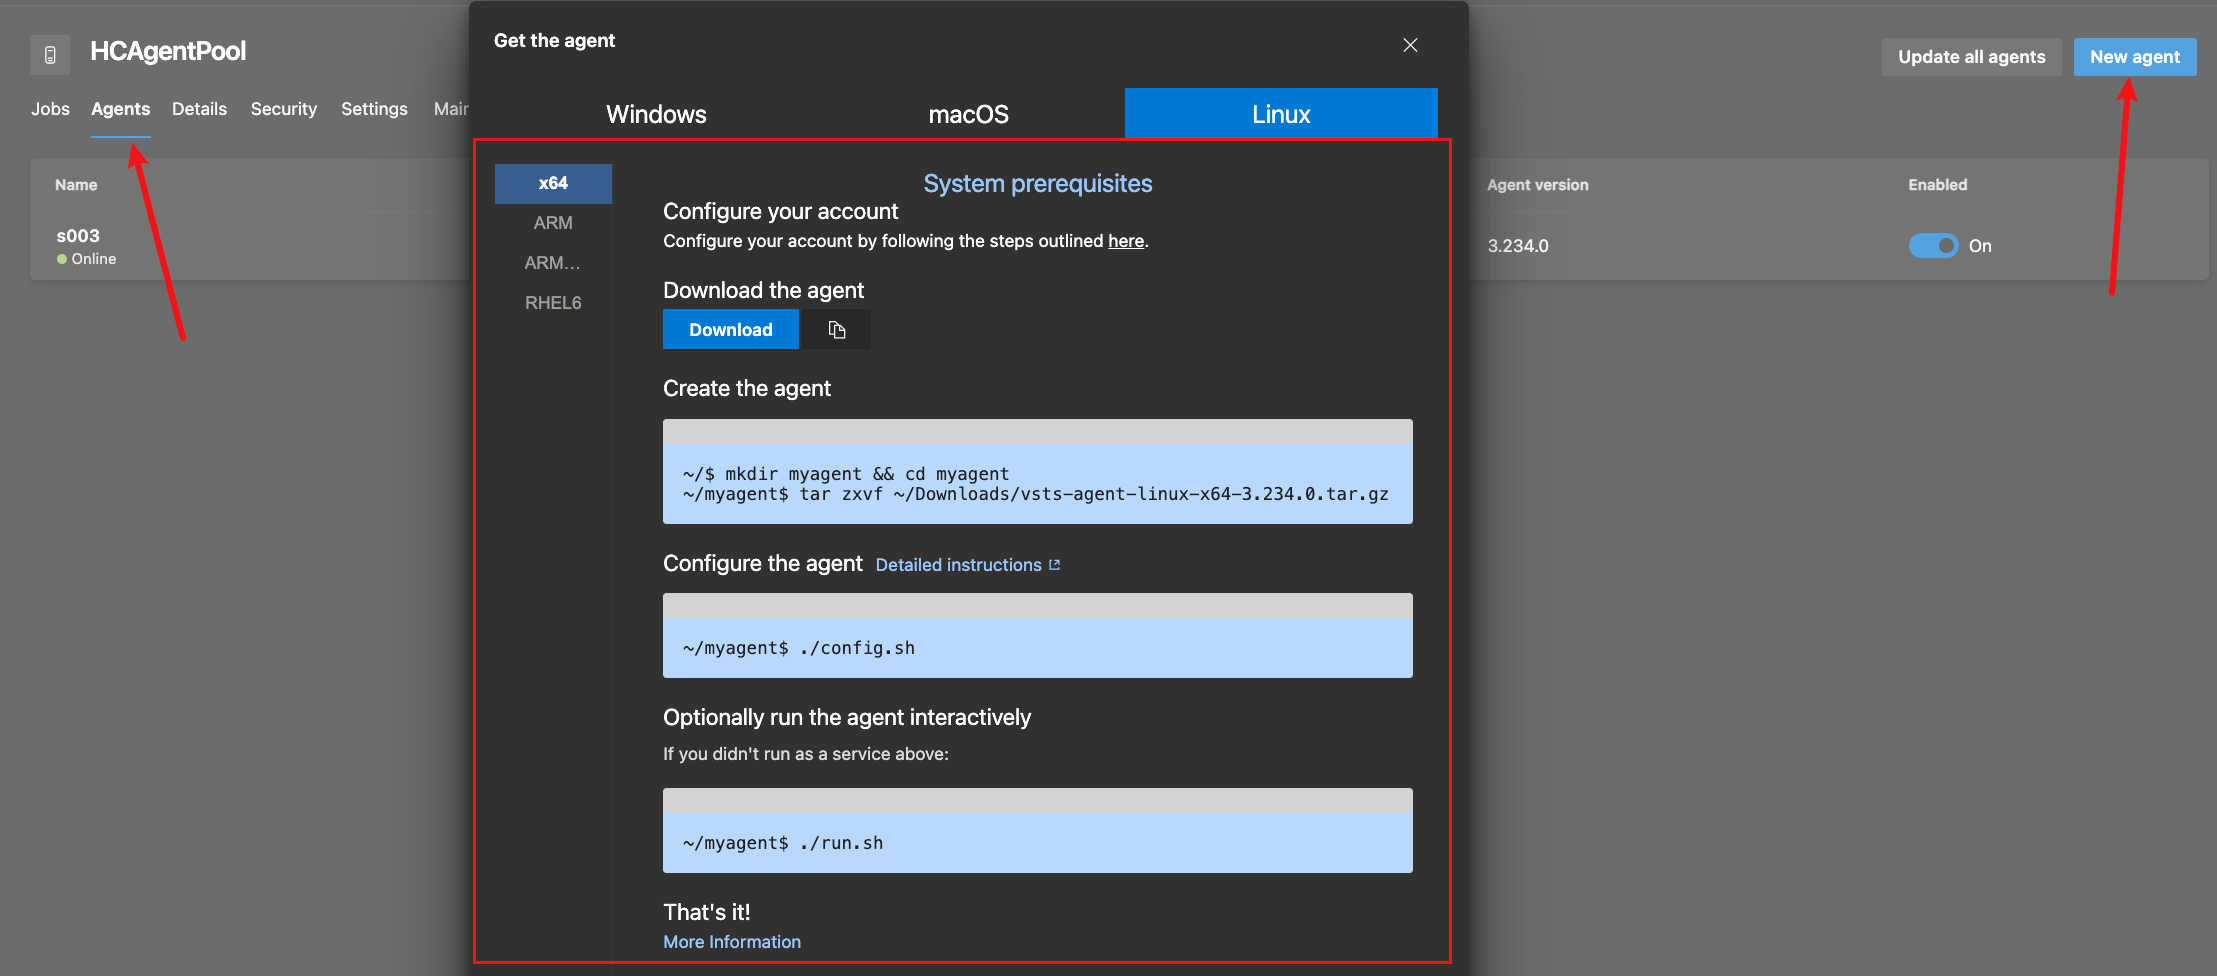 HCAgentPool
Update all agents
New agent
Jobs Agents Details Security Settings
Name
Agent version
Enabled
s003
Online
3.234.0
On
Get the agent
Windows
macOS
Linux
x64
ARM
ARM...
RHEL6
System prerequisites
Configure your account
Configure your account by following the steps outlined here.
Download the agent
Download
Create the agent
~/$ mkdir myagent && cd myagent
~/myagent$ tar zxvf ~/Downloads/vsts-agent-linux-x64-3.234.0.tar.gz
Configure the agent Detailed instructions
~/myagent$ ./config.sh
Optionally run the agent interactively
If you didn't run as a service above:
~/myagent$ ./run.sh
That's it!
More Information